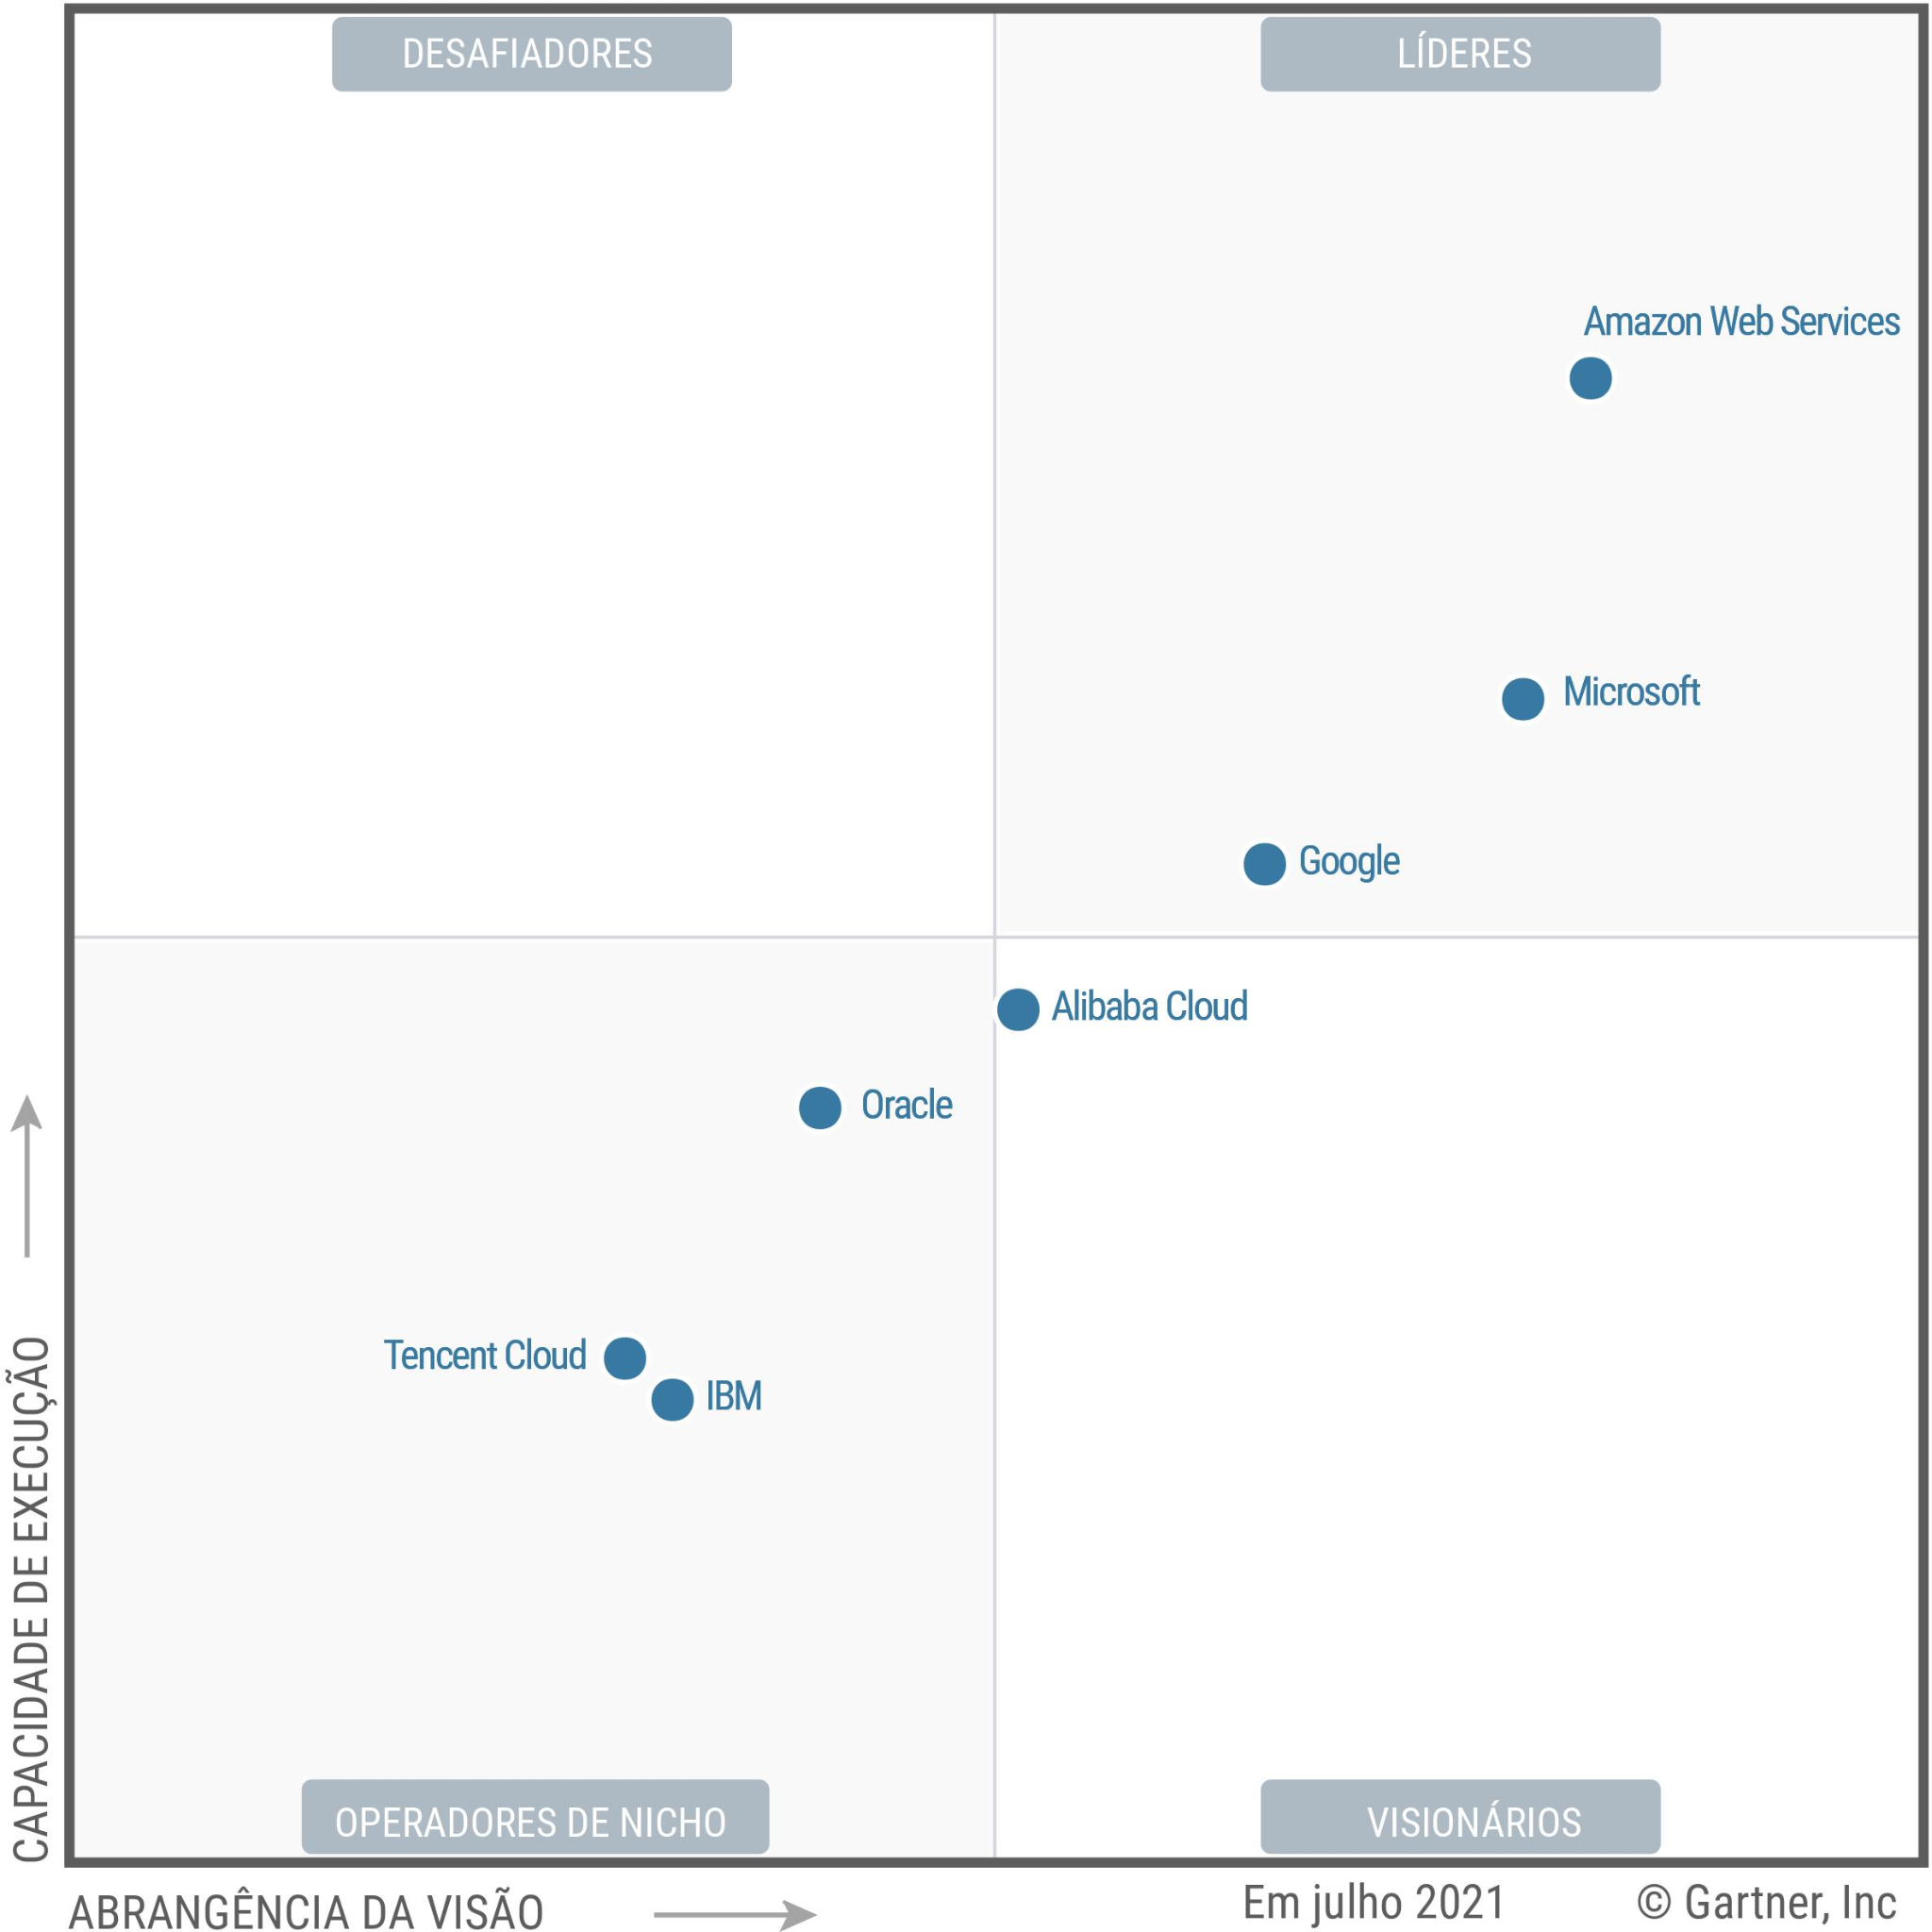 DESAFIADORES
LÍDERES
Amazon Web Services
Microsoft
Google
Alibaba Cloud
Oracle
Tencent Cloud
IBM
CAPACIDADE DE EXECUÇÃO
OPERADORES DE NICHO
VISIONÁRIOS
ABRANGÊNCIA DA VISÃO
Em julho 2021
© Gartner, Inc